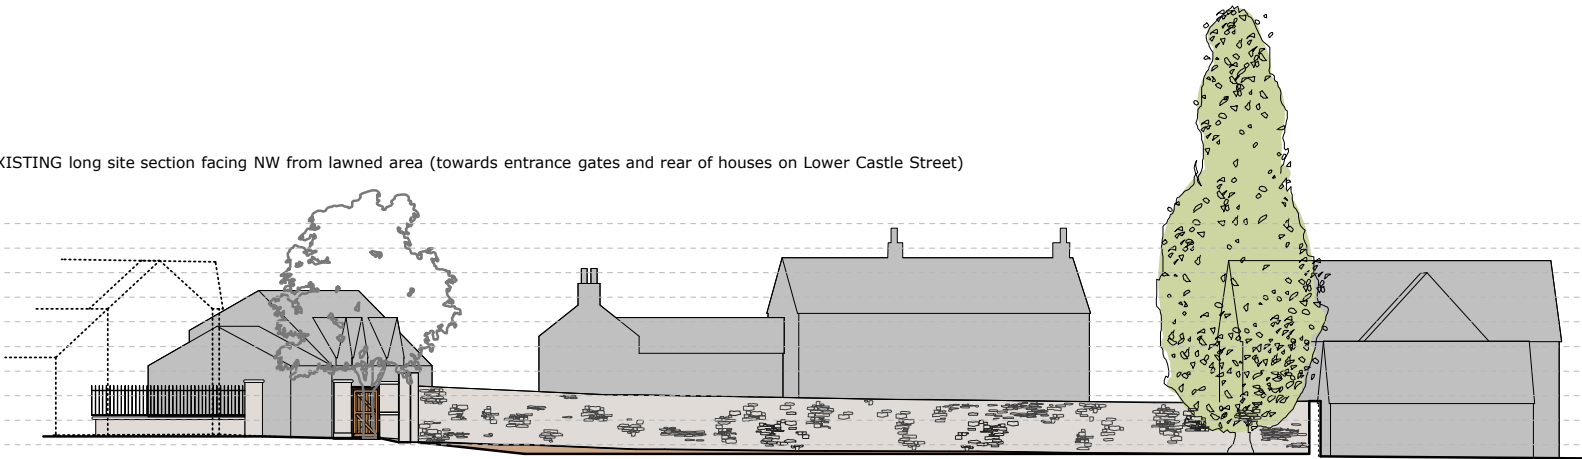 XISTING long site section facing NW from lawned area (towards entrance gates and rear of houses on Lower Castle Street)